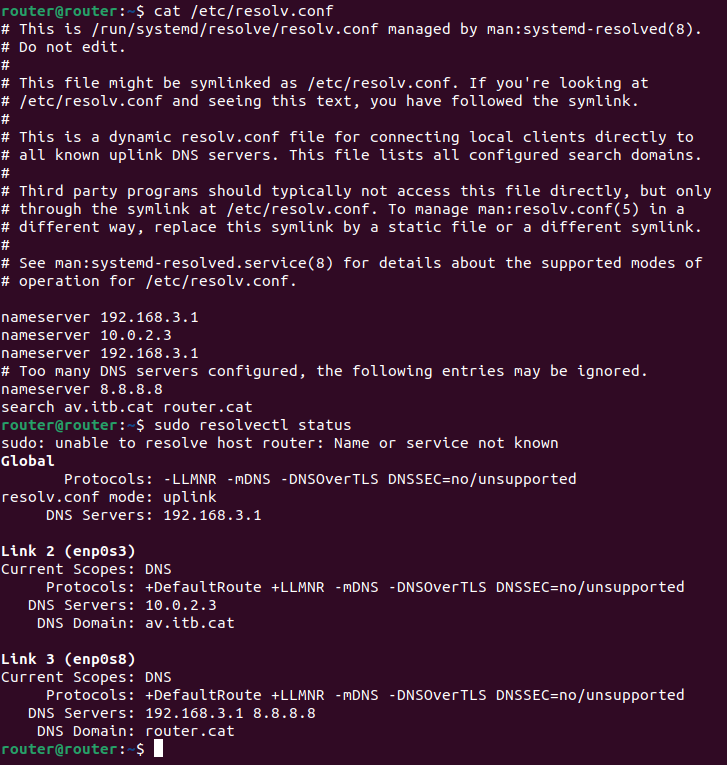 router@router:~$ cat /etc/resolv.conf
# This is /run/systemd/resolve/resolv.conf managed by man:systemd-resolved(8).
# Do not edit.
#
# This file might be symlinked as /etc/resolv.conf. If you're looking at
# /etc/resolv.conf and seeing this text, you have followed the symlink.
#
# This is a dynamic resolv.conf file for connecting local clients directly to
# all known uplink DNS servers. This file lists all configured search domains.
#
# Third party programs should typically not access this file directly, but only
# through the symlink at /etc/resolv.conf. To manage man:resolv.conf(5) in a
# different way, replace this symlink by a static file or a different symlink.
#
# See man:systemd-resolved.service(8) for details about the supported modes of
# operation for /etc/resolv.conf.

nameserver 192.168.3.1
nameserver 10.0.2.3
nameserver 192.168.3.1
# Too many DNS servers configured, the following entries may be ignored.
nameserver 8.8.8.8
search av.itb.cat router.cat
router@router:~$ sudo resolvectl status
sudo: unable to resolve host router: Name or service not known
Global
       Protocols: -LLMNR -mDNS -DNSOverTLS DNSSEC=no/unsupported
resolv.conf mode: uplink
     DNS Servers: 192.168.3.1

Link 2 (enp0s3)
Current Scopes: DNS
     Protocols: +DefaultRoute +LLMNR -mDNS -DNSOverTLS DNSSEC=no/unsupported
   DNS Servers: 10.0.2.3
    DNS Domain: av.itb.cat

Link 3 (enp0s8)
Current Scopes: DNS
     Protocols: +DefaultRoute +LLMNR -mDNS -DNSOverTLS DNSSEC=no/unsupported
   DNS Servers: 192.168.3.1 8.8.8.8
    DNS Domain: router.cat
router@router:~$